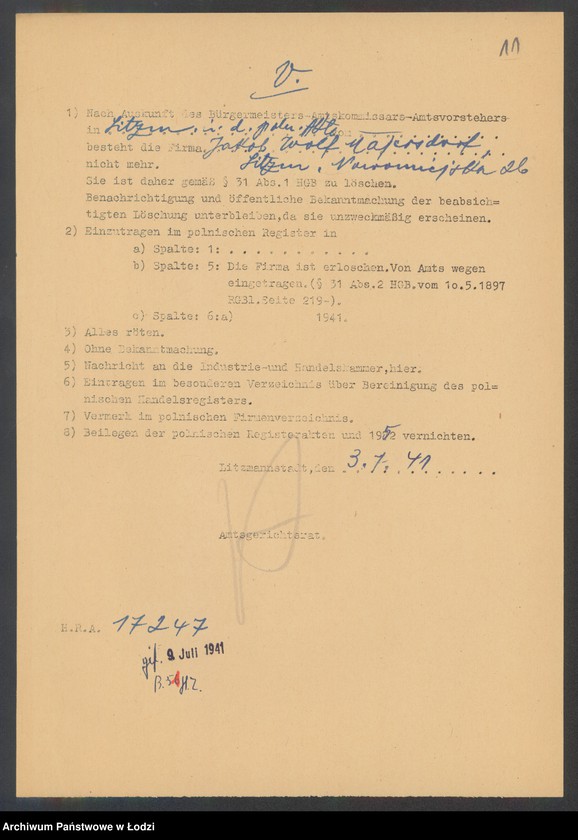 11
V.
1) Nach Auskunft des Bürgermeisters-Amtskommissars-Amtsvorstehers
in Litzm. u. d. poln. Abtlg
besteht die Firma Jakob Wolf Majersdorf,
nicht mehr. Litzm, Nowomiejska 26
Sie ist daher gemäß § 31 Abs.1 HGB zu löschen.
Benachrichtigung und öffentliche Bekanntmachung der beabsich=
tigten Löschung unterbleiben,da sie unzweckmäßig erscheinen.
2) Einzutragen im polnischen Register in
a) Spalte: 1: . . . . . . . . . . . .
b) Spalte: 5: Die Firma ist erloschen.Von Amts wegen
eingetragen.(§ 31 Abs.2 HGB.vom 1o.5.1897
RGBl.Seite 219-).
c) Spalte: 6:a) 1941.
3) Alles röten.
4) Ohne Bekanntmachung.
5) Nachricht an die Industrie-und Handelskammer,hier.
6) Eintragen im besonderen Verzeichnis über Bereinigung des pol=
nischen Handelsregisters.
7) Vermerk im polnischen Firmenverzeichnis.
8) Beilegen der polnischen Registerakten und 1952 vernichten.
Litzmannstadt,den 3. 7. 41
Amtsgerichtsrat.
H.R.A. 17247
gef. 9. Juli 1941
Archiwum Państwowe w Łodzi